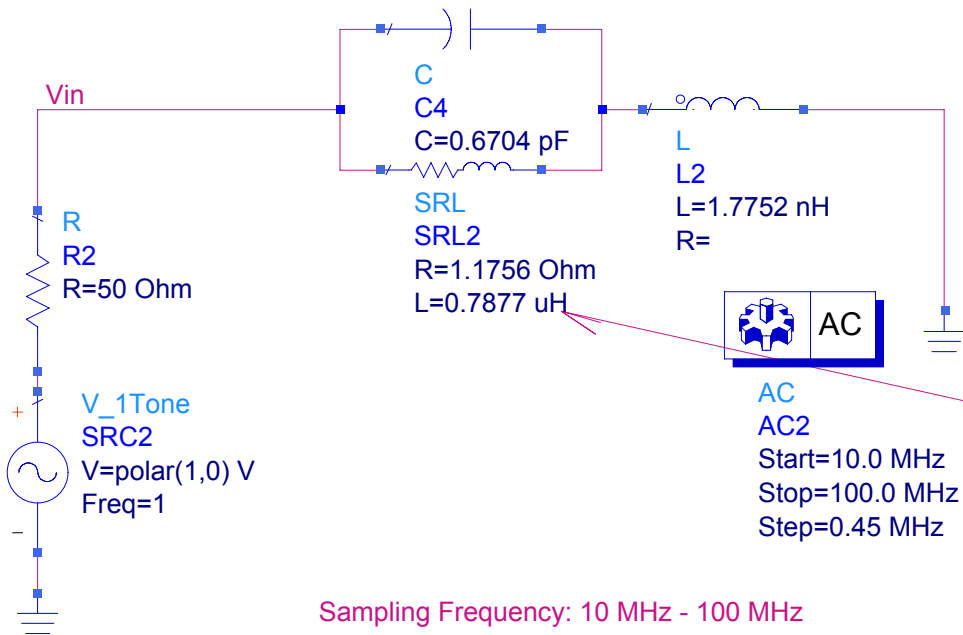 Vin
C
C4
C=0.6704 pF
SRL
SRL2
R=1.1756 Ohm
L=0.7877 uH
L
L2
L=1.7752 nH
R=
R
R2
R=50 Ohm
AC
AC
AC2
Start=10.0 MHz
Stop=100.0 MHz
Step=0.45 MHz
+
V_1Tone
SRC2
V=polar(1,0) V
Freq=1
−
Sampling Frequency: 10 MHz - 100 MHz